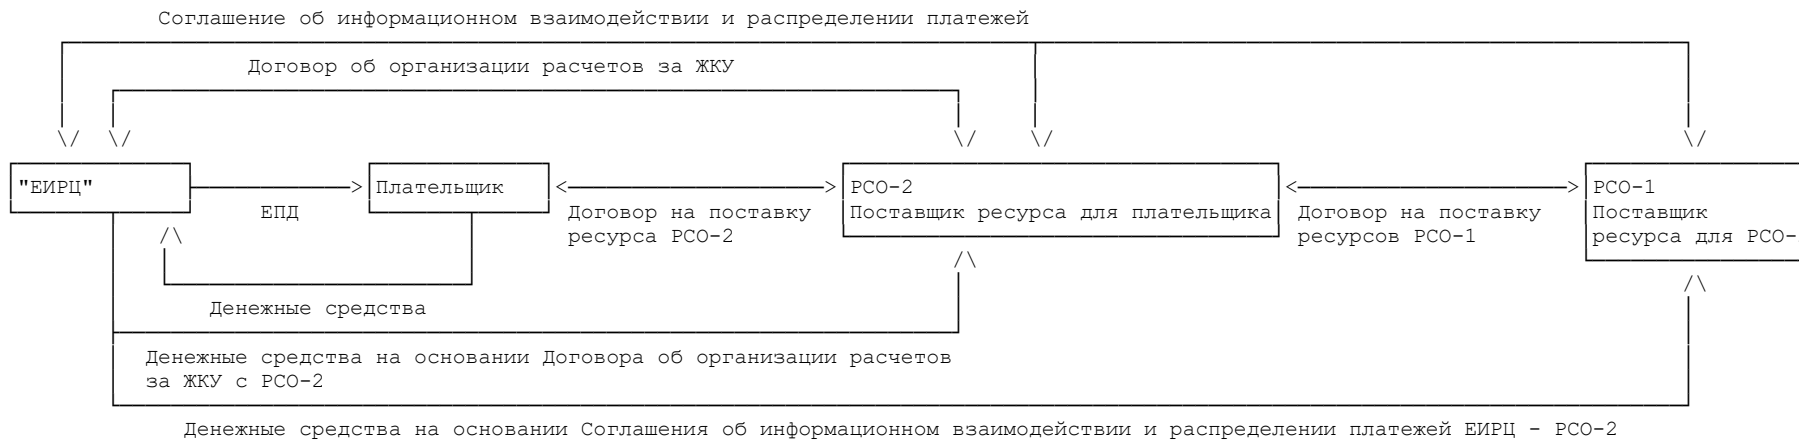 Соглашение об информационном взаимодействии и распределении платежей
Договор об организации расчетов за ЖКУ
"ЕИРЦ"
ЕПД
Плательщик
Договор на поставку
ресурса РСО-2
РСО-2
Поставщик ресурса для плательщика
Договор на поставку
ресурсов РСО-1
РСО-1
Поставщик
ресурса для РСО-
Денежные средства
Денежные средства на основании Договора об организации расчетов
за ЖКУ с РСО-2
Денежные средства на основании Соглашения об информационном взаимодействии и распределении платежей ЕИРЦ - РСО-2